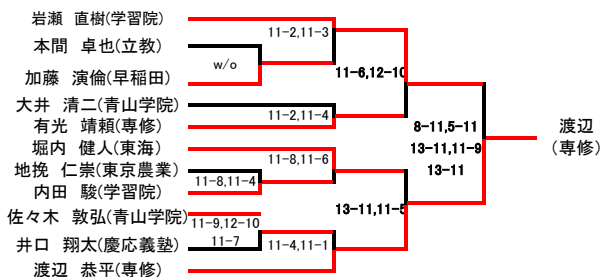 岩瀬 直樹(学習院)
本間 卓也(立教)
加藤 演倫(早稲田)
大井 清二(青山学院)
有光 靖頼(専修)
堀内 健人(東海)
地挽 仁崇(東京農業)
内田 駿(学習院)
佐々木 敦弘(青山学院)
井口 翔太(慶応義塾)
渡辺 恭平(専修)
w/o
11-8,11-4
11-9,12-10
11-7
11-2,11-3
11-2,11-4
11-8,11-6
11-4,11-1
11-6,12-10
13-11,11-5
8-11,5-11
13-11,11-9
13-11
渡辺
(専修)